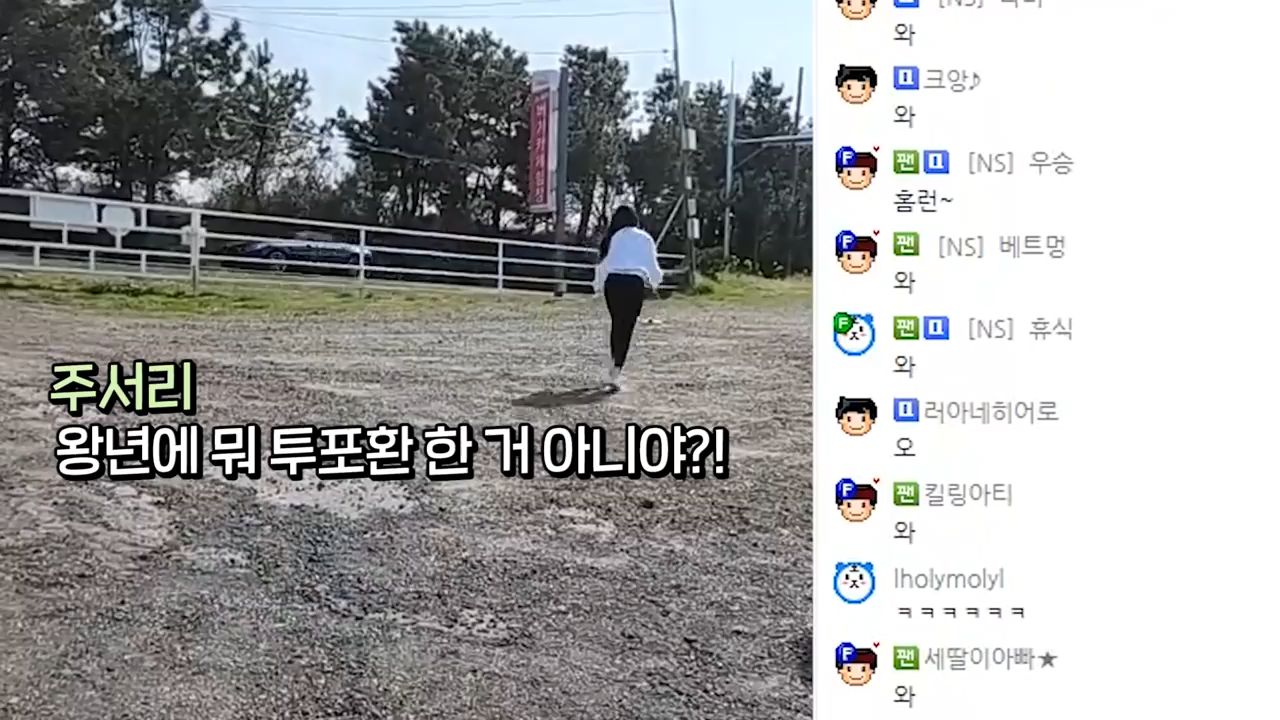 주서리
왕년에 뭐 투포환 한 거 아니야?!
와
크앙♪
와
팬 [NS] 우승
홈런~
팬 [NS] 베트멍
와
팬 [NS] 휴식
와
러아네히어로
오
팬 킬링아티
와
lholymolyl
ㅋㅋㅋㅋㅋㅋ
팬 세딸이아빠★
와